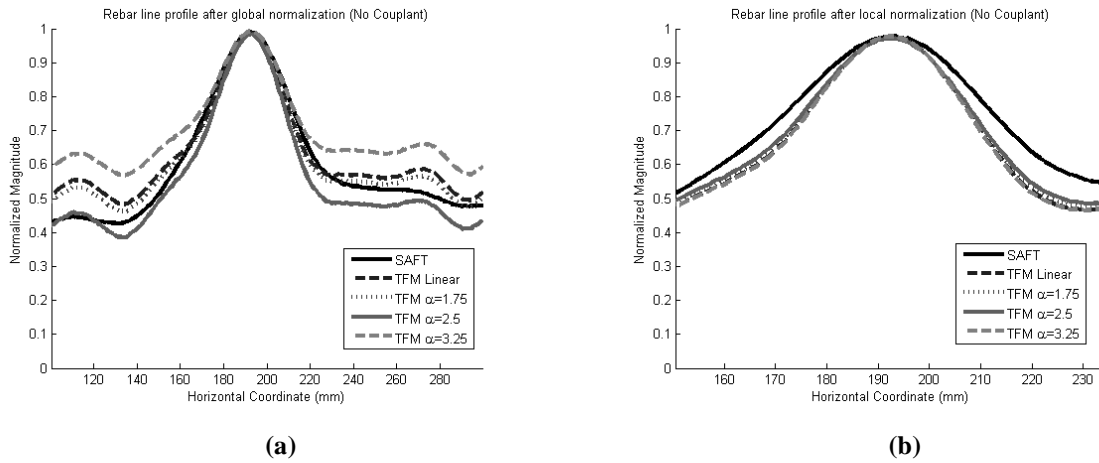 Rebar line profile after global normalization (No Couplant)
1
0.9
0.8
0.7
0.6
0.5
0.4
0.3
0.2
0.1
0
Normalized Magnitude
SAFT
TFM Linear
TFM α=1.75
TFM α=2.5
TFM α=3.25
120 140 160 180 200 220 240 260 280
Horizontal Coordinate (mm)
(a)
Rebar line profile after local normalization (No Couplant)
1
0.9
0.8
0.7
0.6
0.5
0.4
0.3
0.2
0.1
0
Normalized Magnitude
SAFT
TFM Linear
TFM α=1.75
TFM α=2.5
TFM α=3.25
160 170 180 190 200 210 220 230
Horizontal Coordinate (mm)
(b)